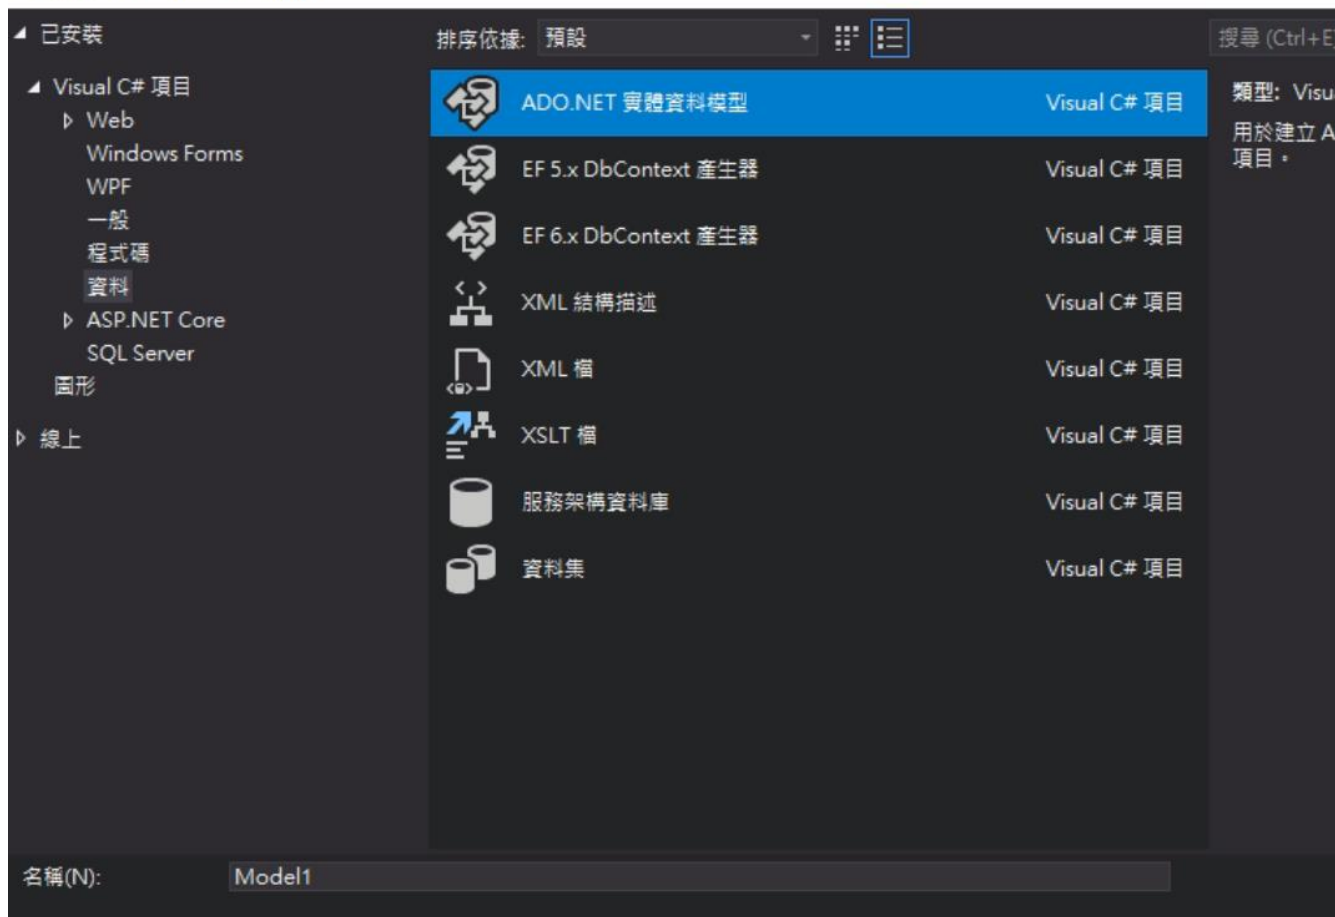 已安裝
Visual C# 項目
Web
Windows Forms
WPF
一般
程式碼
資料
ASP.NET Core
SQL Server
圖形
線上
排序依據: 預設
ADO.NET 實體資料模型 Visual C# 項目
EF 5.x DbContext 產生器 Visual C# 項目
EF 6.x DbContext 產生器 Visual C# 項目
XML 結構描述 Visual C# 項目
XML 檔 Visual C# 項目
XSLT 檔 Visual C# 項目
服務架構資料庫 Visual C# 項目
資料集 Visual C# 項目
搜尋 (Ctrl+E
類型: Visu
用於建立 A
項目。
名稱(N): Model1